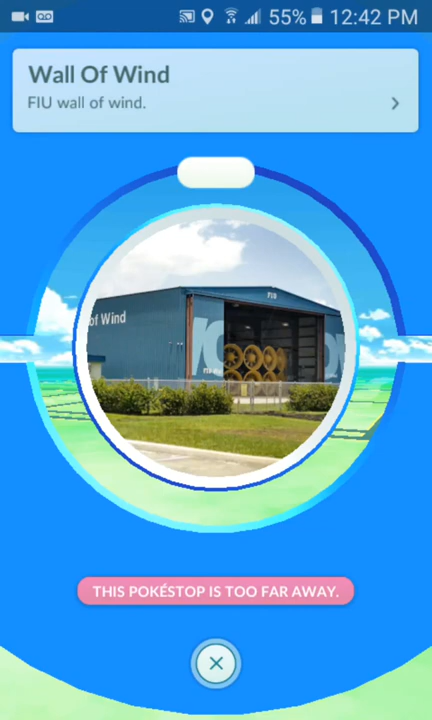 55% 12:42 PM
Wall Of Wind
FIU wall of wind.
FIU
of Wind
THIS POKÉSTOP IS TOO FAR AWAY.